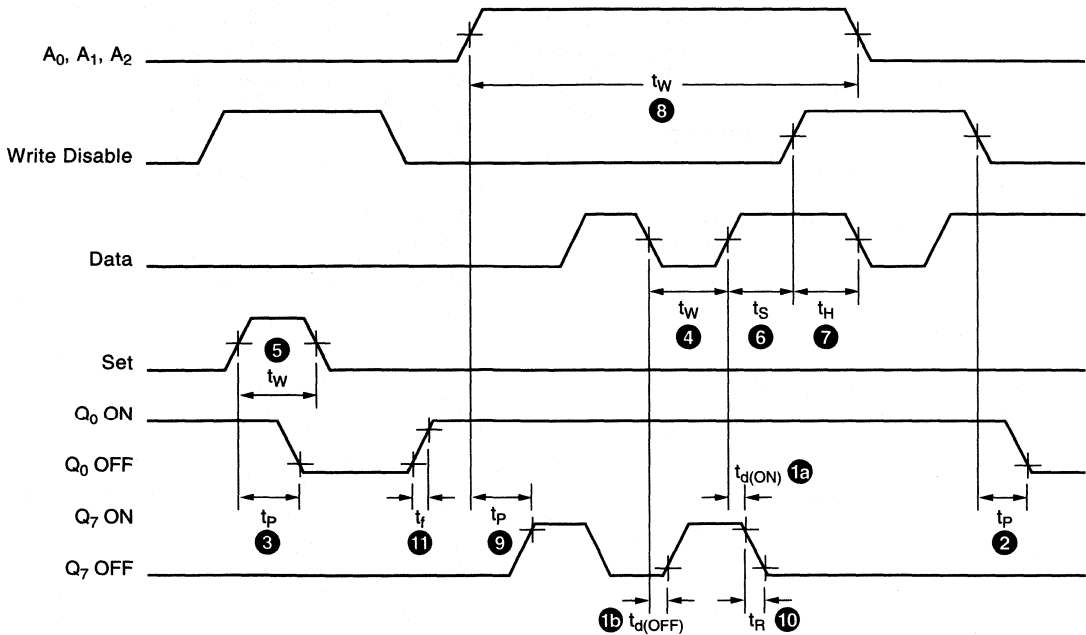 A₀, A₁, A₂
tW
8
Write Disable
Data
tW
tS
tH
4
6
7
5
Set
tW
Q₀ ON
Q₀ OFF
td(ON) 1a
Q₇ ON
tP
tf
tP
tP
3
11
9
2
Q₇ OFF
1b td(OFF)
tR 10